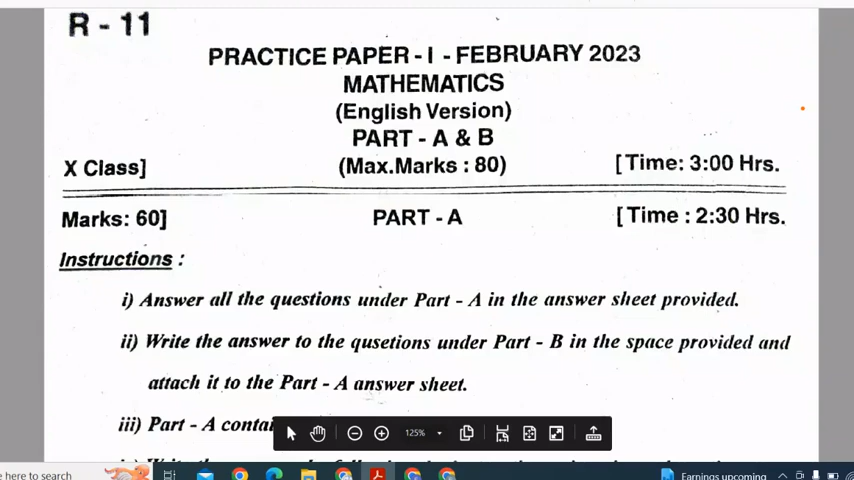 R - 11
PRACTICE PAPER - I - FEBRUARY 2023
MATHEMATICS
(English Version)
PART - A & B
X Class] (Max.Marks : 80) [ Time: 3:00 Hrs.
Marks: 60] PART - A [ Time : 2:30 Hrs.
Instructions :
i) Answer all the questions under Part - A in the answer sheet provided.
ii) Write the answer to the qusetions under Part - B in the space provided and
attach it to the Part - A answer sheet.
iii) Part - A
125%
here to search
Earnings upcoming